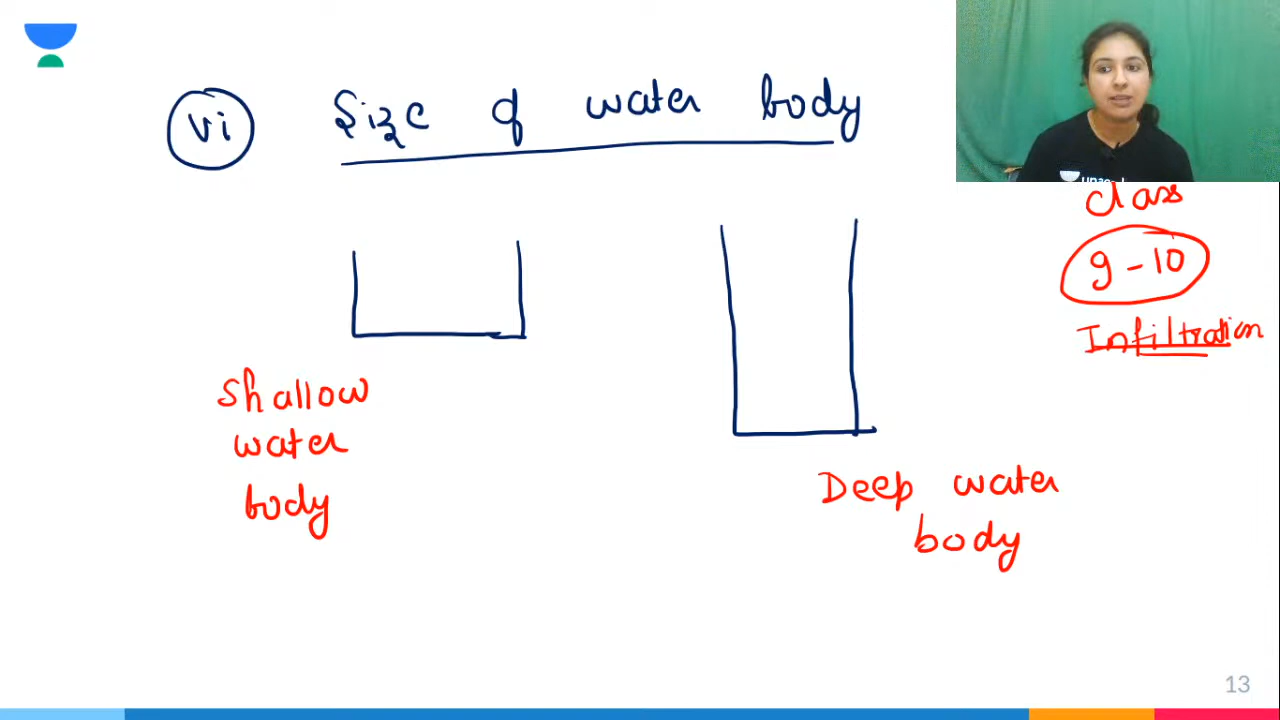 vi Size of water body
class
9-10
Infiltration
Shallow
water
body
Deep water
body
13